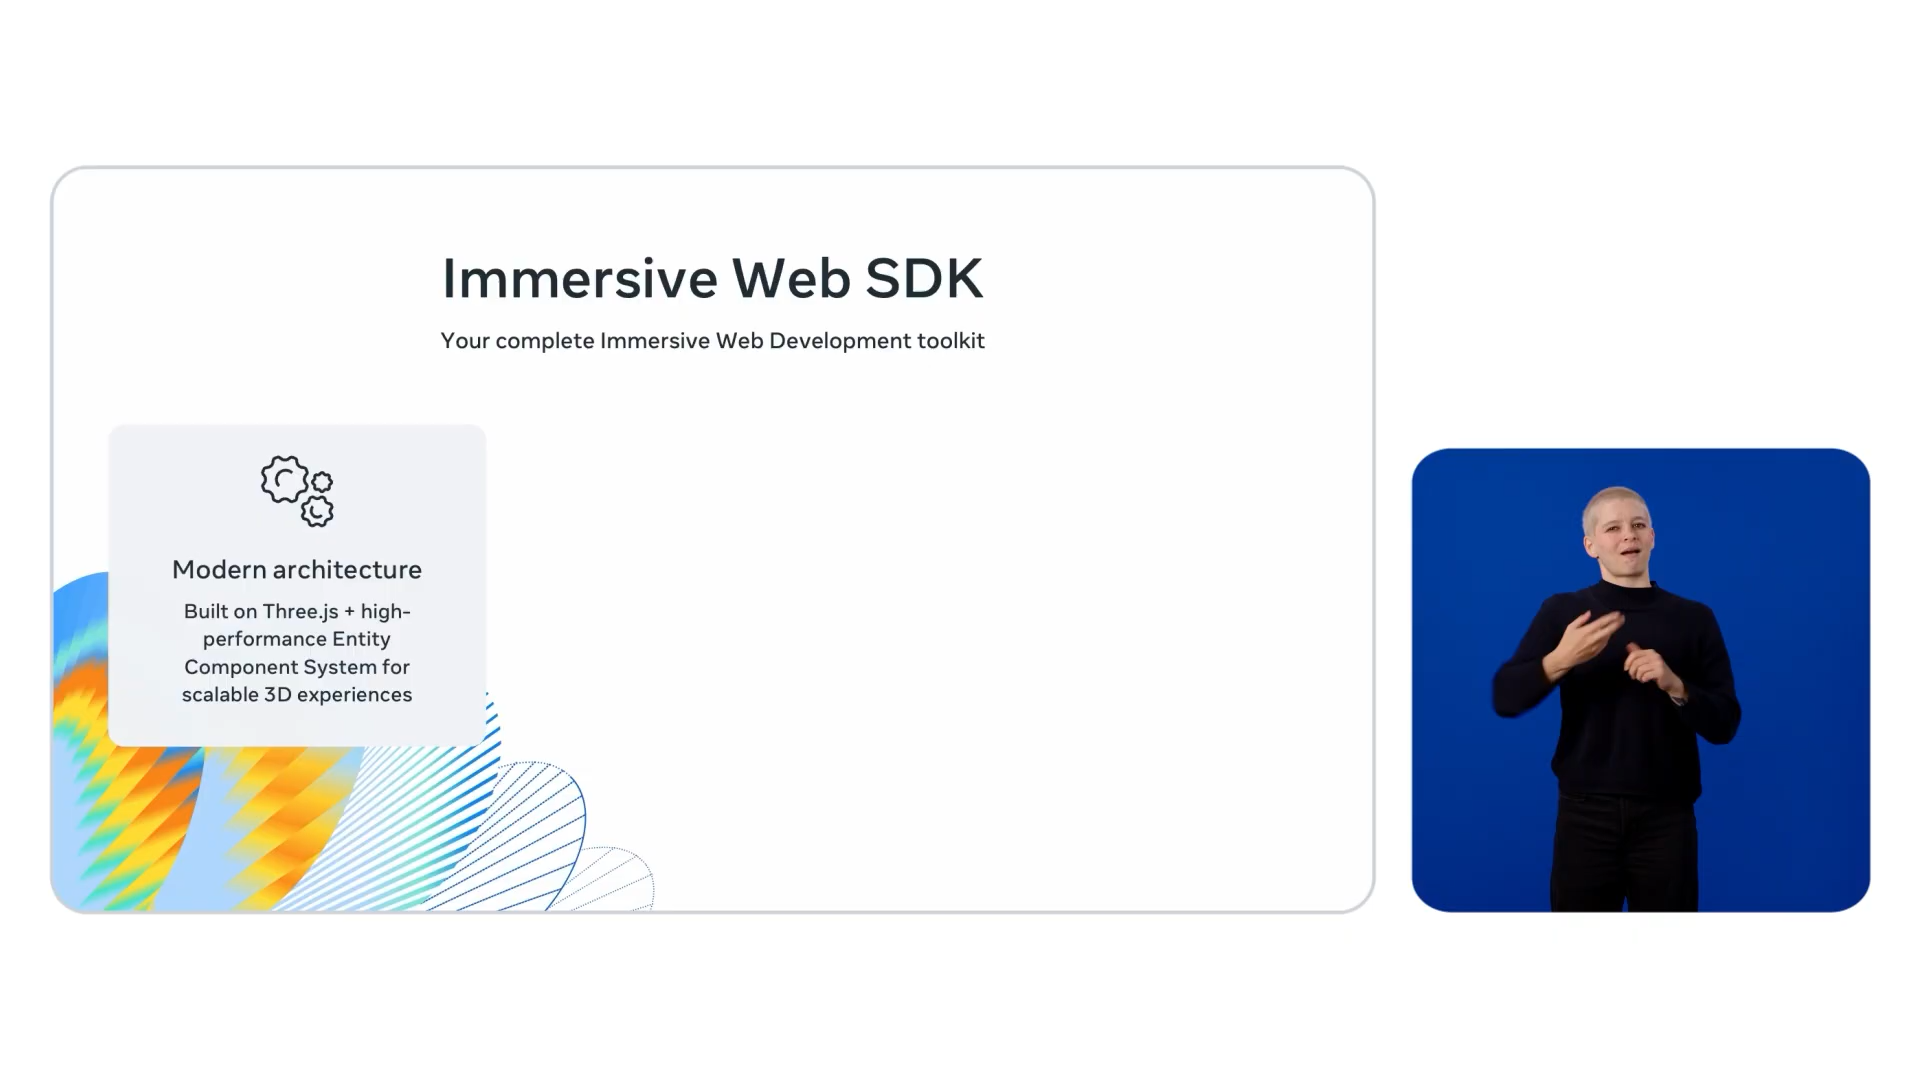 Immersive Web SDK
Your complete Immersive Web Development toolkit
Modern architecture
Built on Three.js + high-
performance Entity
Component System for
scalable 3D experiences